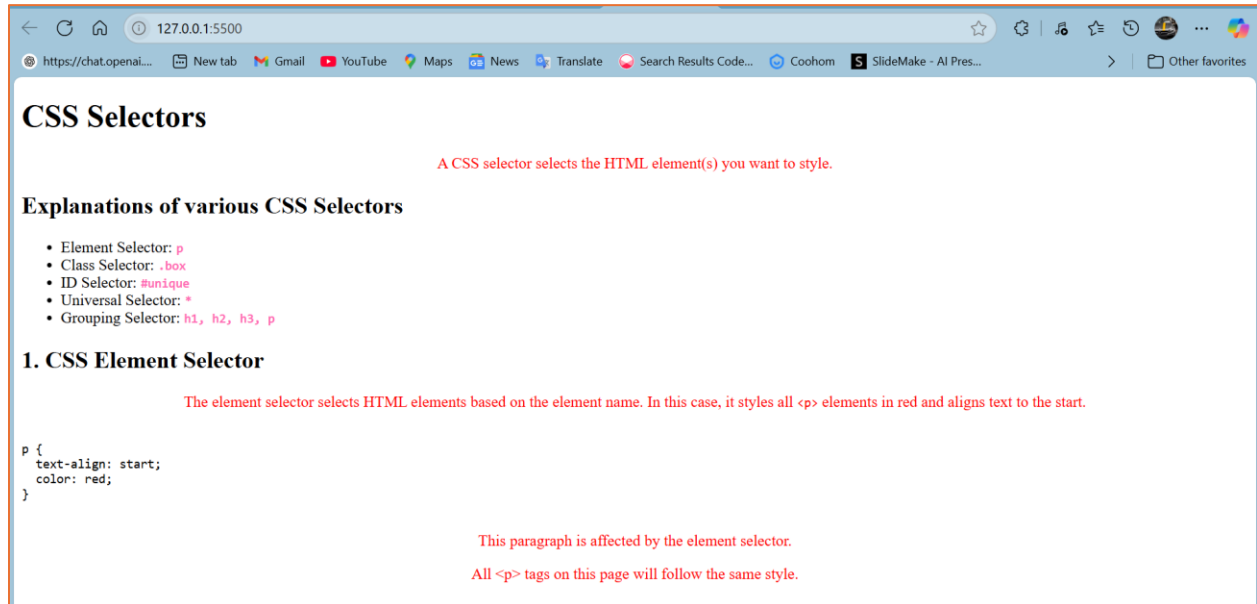 127.0.0.1:5500
https://chat.openai.... New tab Gmail YouTube Maps News Translate Search Results Code... Coohom SlideMake - AI Pres... Other favorites
CSS Selectors
A CSS selector selects the HTML element(s) you want to style.
Explanations of various CSS Selectors
• Element Selector: p
• Class Selector: .box
• ID Selector: #unique
• Universal Selector: *
• Grouping Selector: h1, h2, h3, p
1. CSS Element Selector
The element selector selects HTML elements based on the element name. In this case, it styles all <p> elements in red and aligns text to the start.
p {
  text-align: start;
  color: red;
}
This paragraph is affected by the element selector.
All <p> tags on this page will follow the same style.